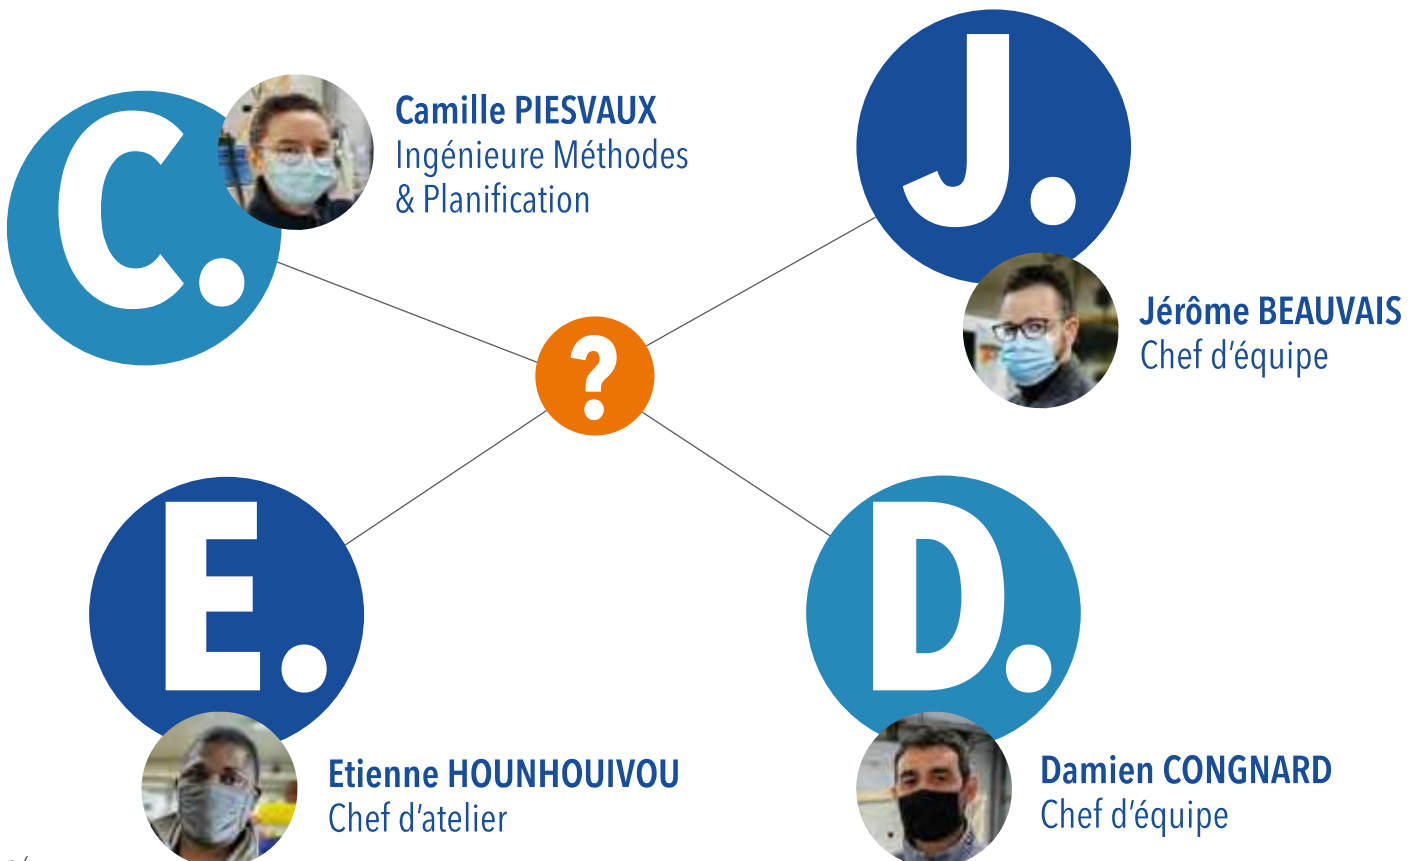 C.
Camille PIESVAUX
Ingénieure Méthodes
& Planification
J.
Jérôme BEAUVAIS
Chef d'équipe
?
E.
Etienne HOUNHOUIVOU
Chef d'atelier
D.
Damien CONGNARD
Chef d'équipe